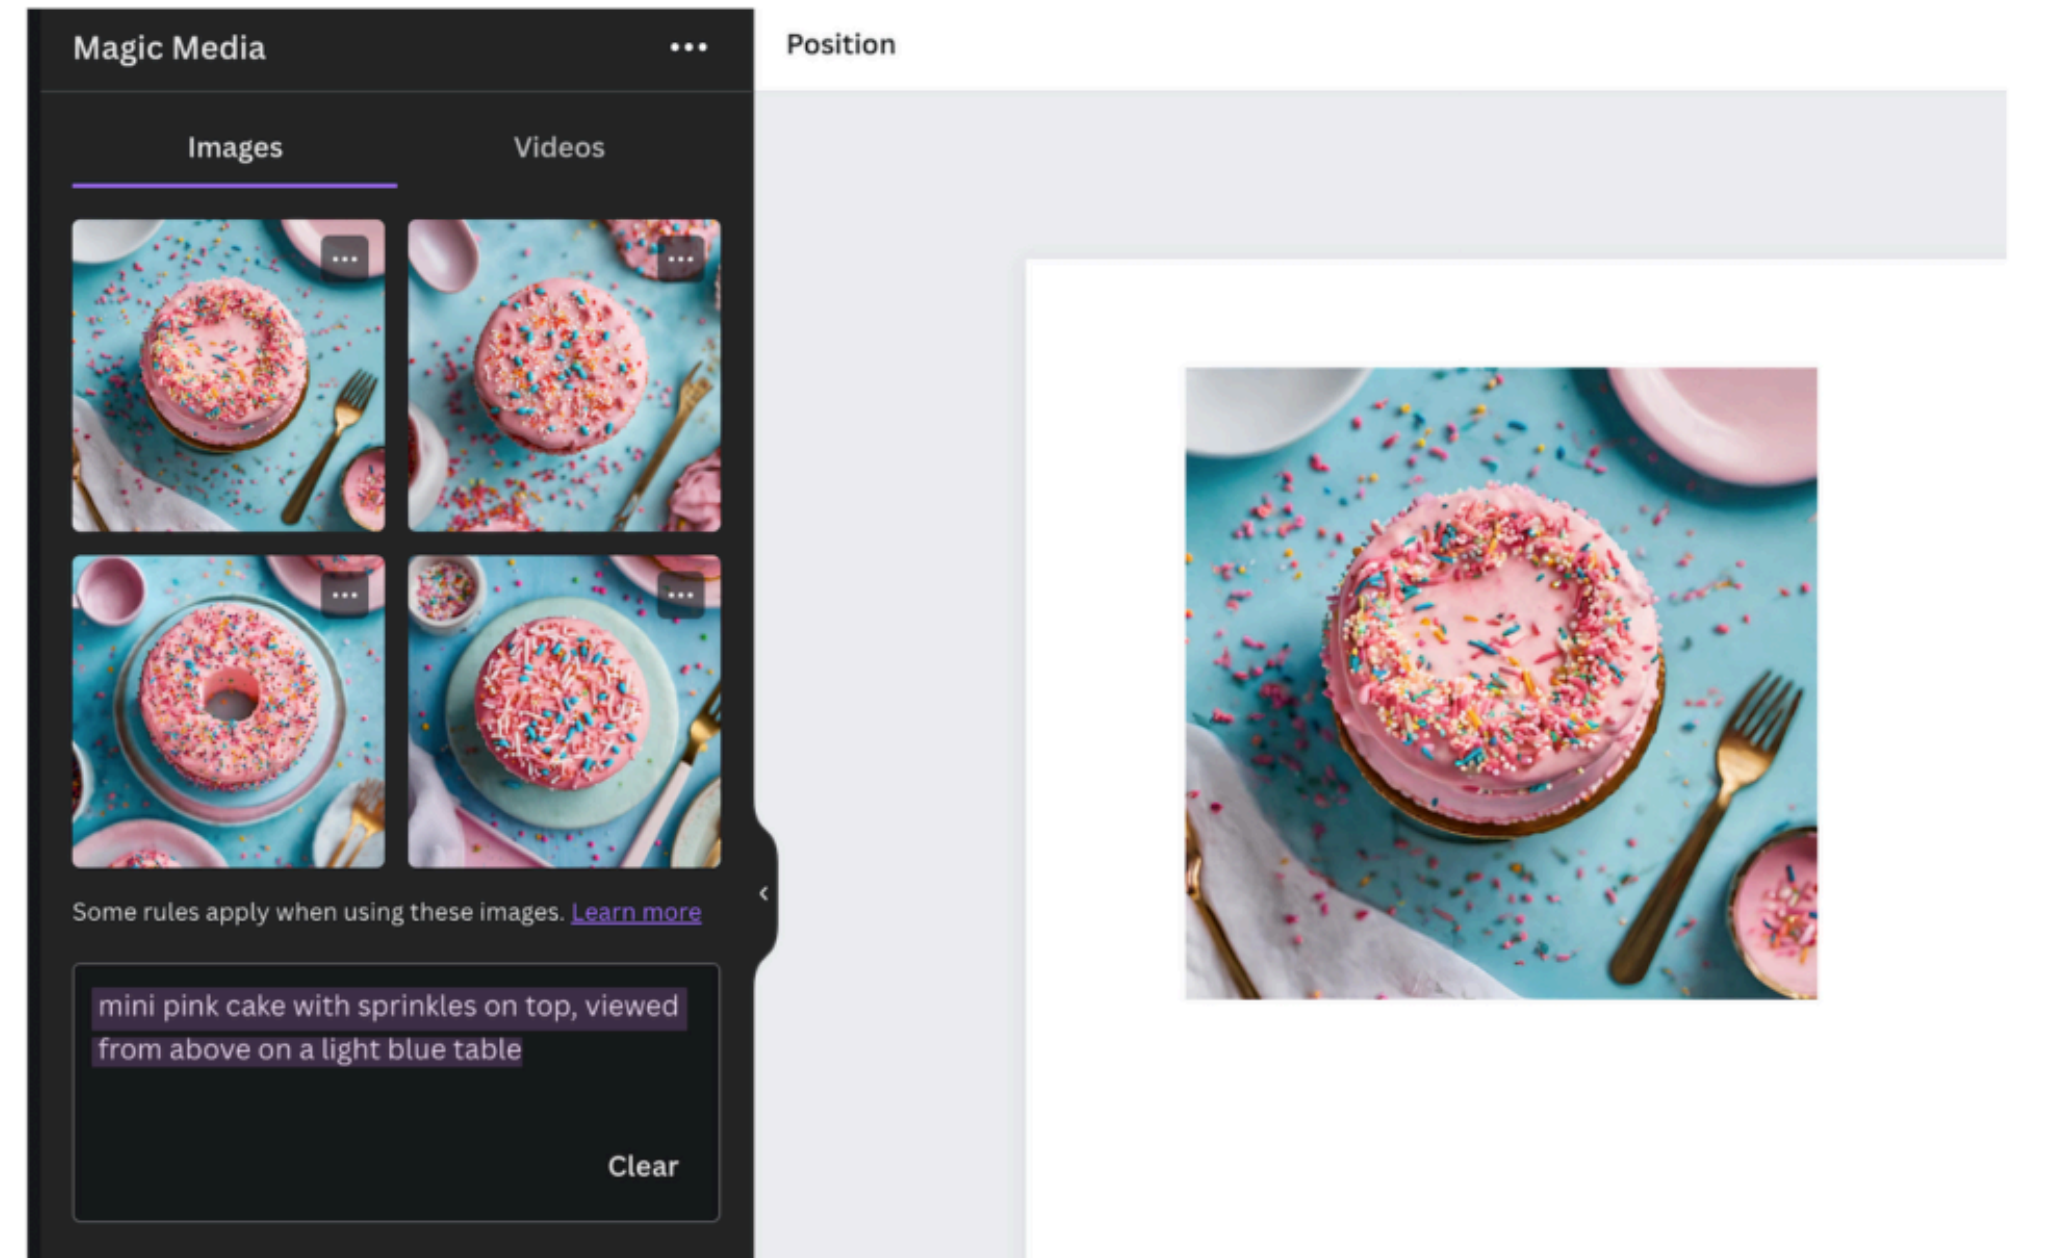 Magic Media
Position
Images
Videos
Some rules apply when using these images. Learn more
mini pink cake with sprinkles on top, viewed
from above on a light blue table
Clear